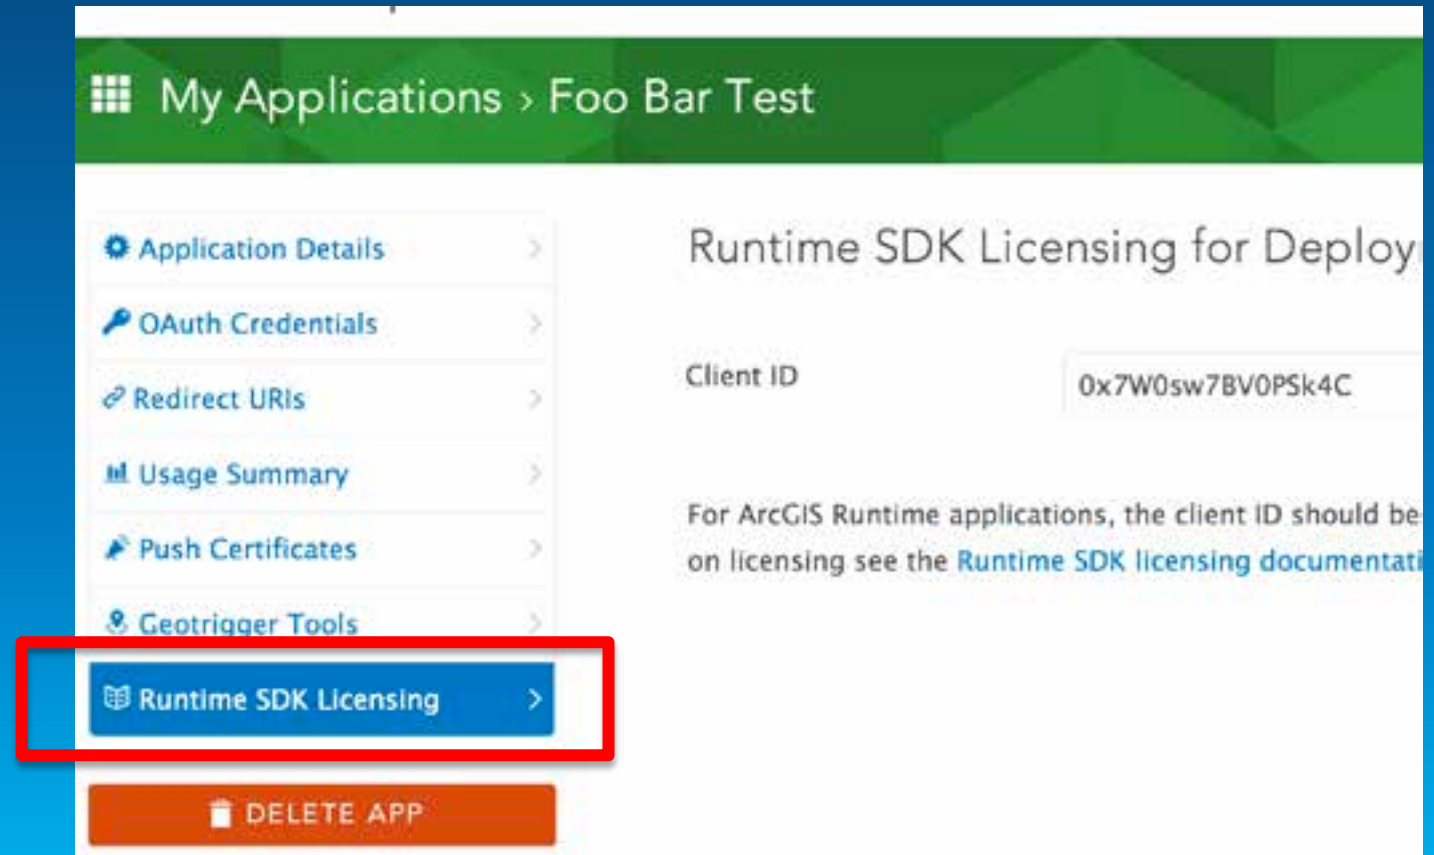 My Applications › Foo Bar Test
Application Details
OAuth Credentials
Redirect URIs
Usage Summary
Push Certificates
Geotrigger Tools
Runtime SDK Licensing
DELETE APP
Runtime SDK Licensing for Deploy
Client ID
0x7W0sw7BV0PSk4C
For ArcGIS Runtime applications, the client ID should be
on licensing see the Runtime SDK licensing documentati